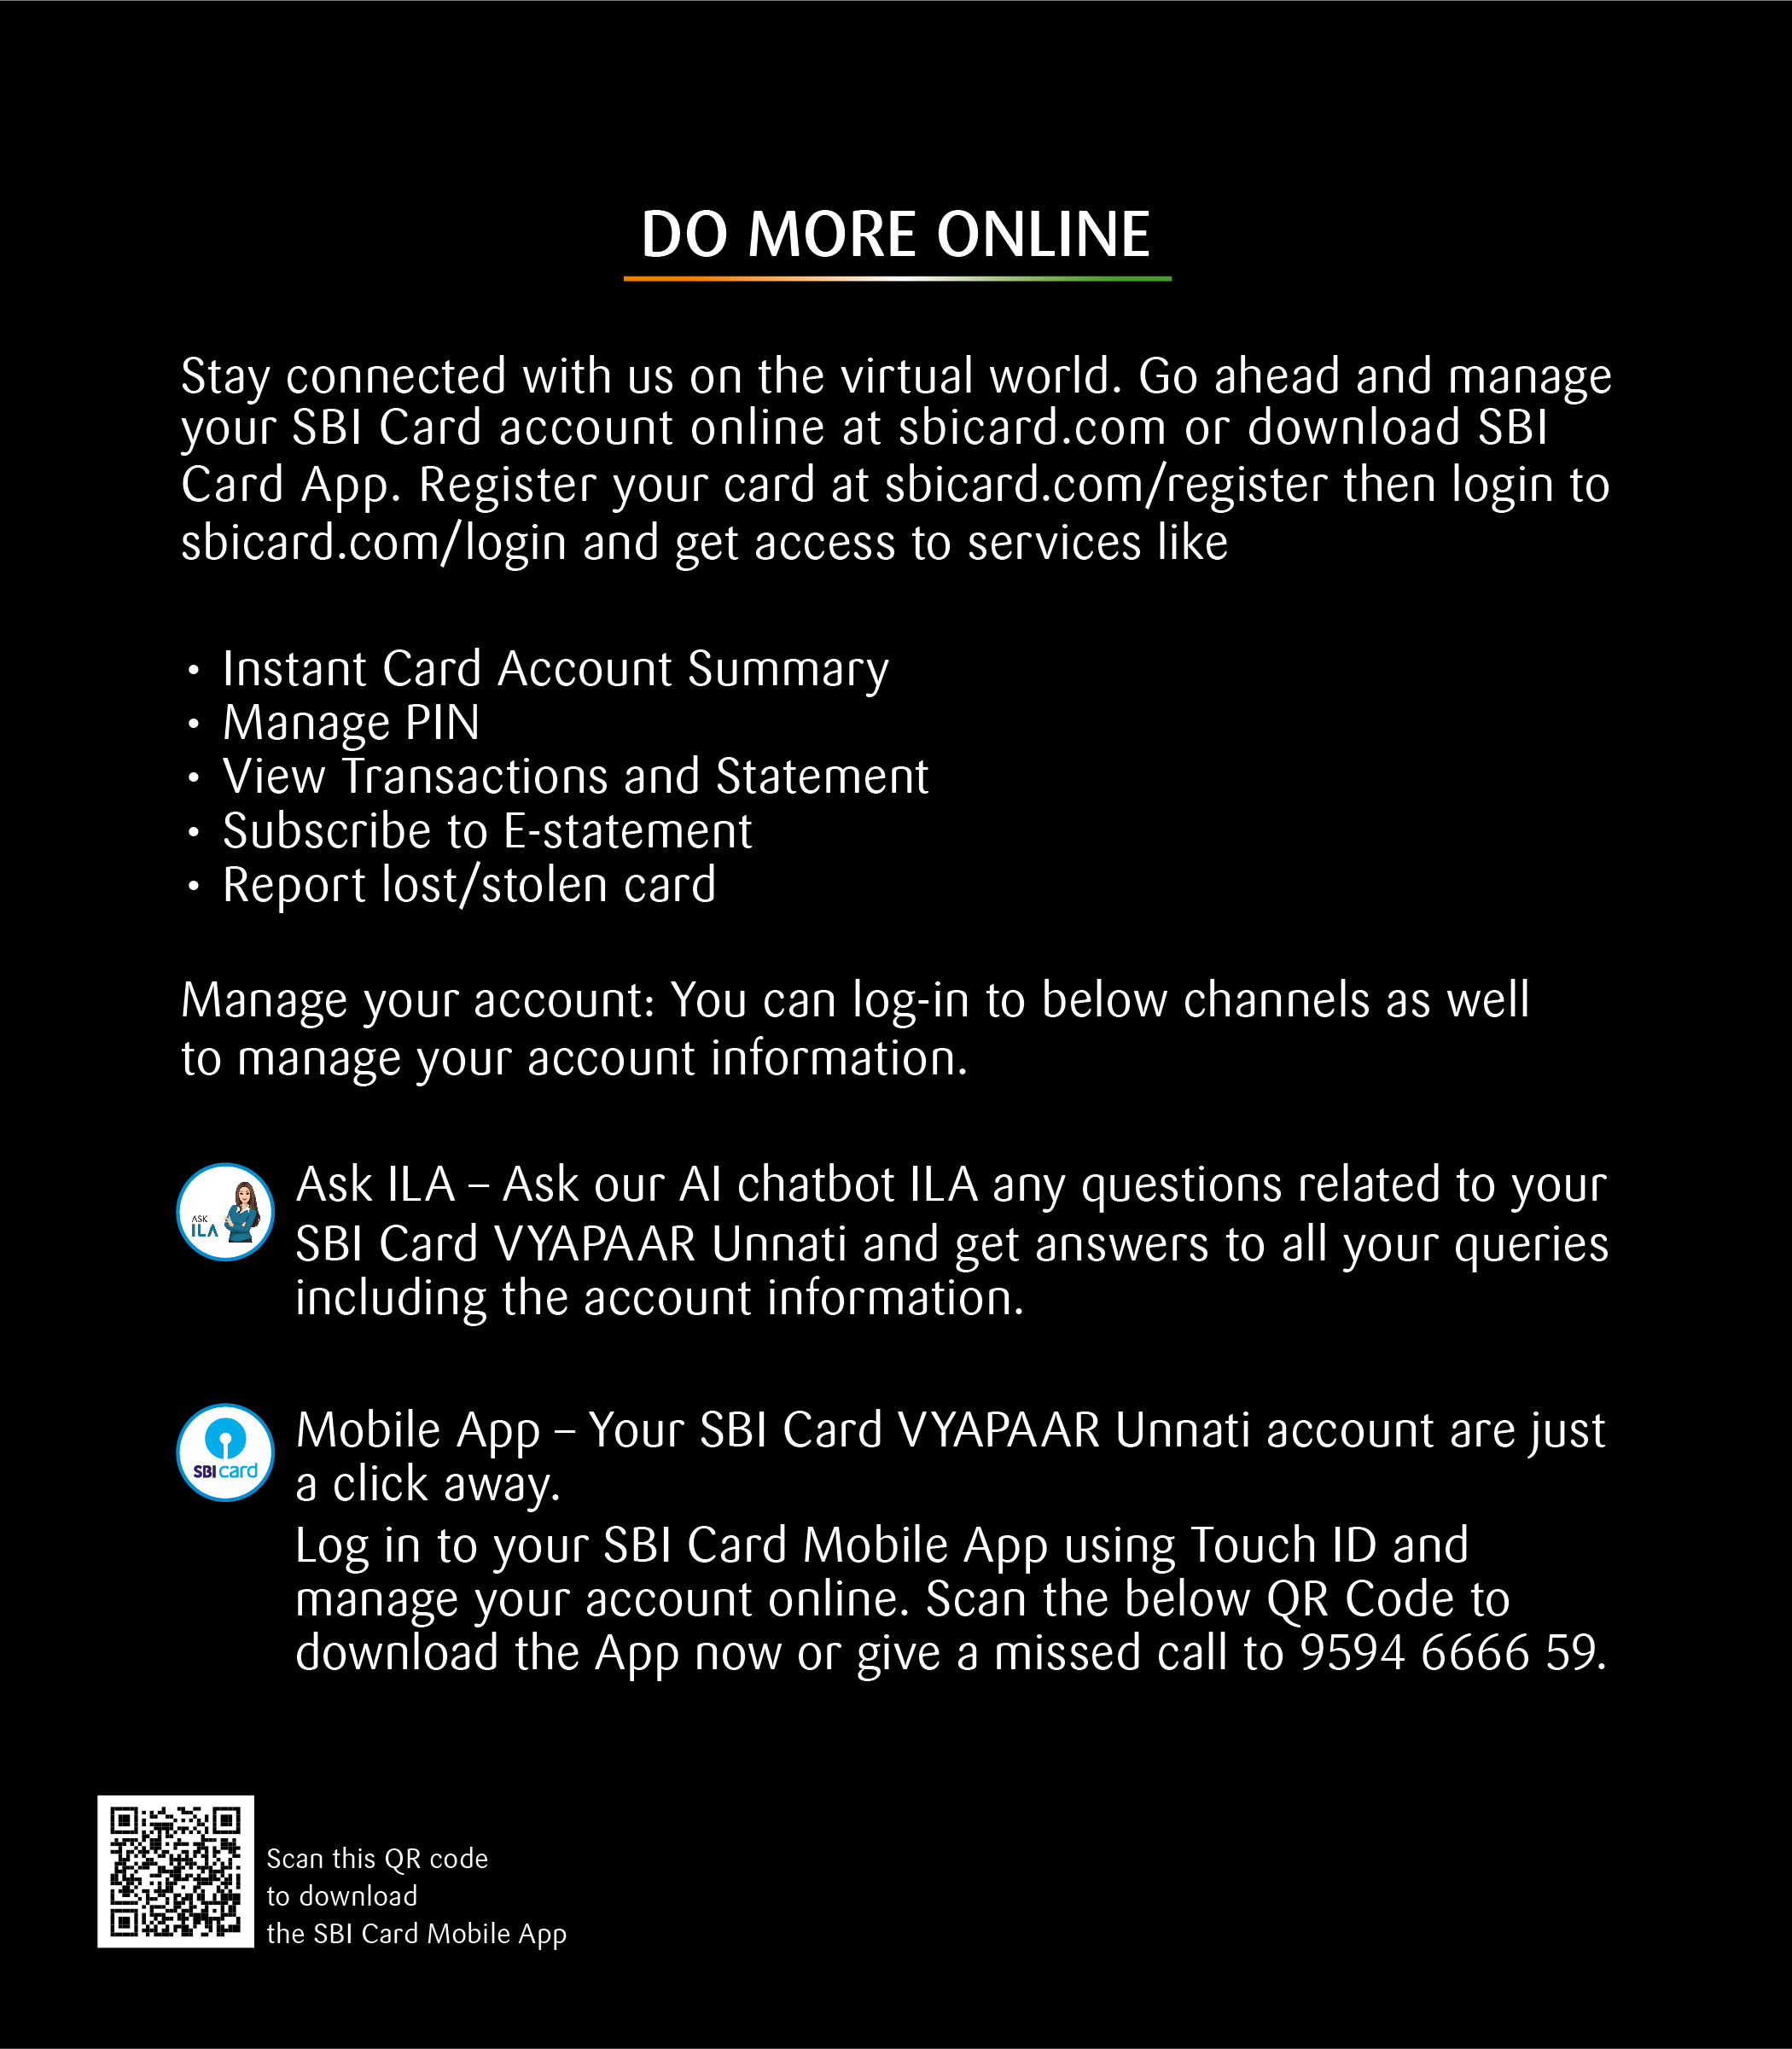 DO MORE ONLINE
Stay connected with us on the virtual world. Go ahead and manage
your SBI Card account online at sbicard.com or download SBI
Card App. Register your card at sbicard.com/register then login to
sbicard.com/login and get access to services like
• Instant Card Account Summary
• Manage PIN
• View Transactions and Statement
• Subscribe to E-statement
• Report lost/stolen card
Manage your account: You can log-in to below channels as well
to manage your account information.
ASK
ILA
Ask ILA – Ask our AI chatbot ILA any questions related to your
SBI Card VYAPAAR Unnati and get answers to all your queries
including the account information.
SBI card
Mobile App – Your SBI Card VYAPAAR Unnati account are just
a click away.
Log in to your SBI Card Mobile App using Touch ID and
manage your account online. Scan the below QR Code to
download the App now or give a missed call to 9594 6666 59.
Scan this QR code
to download
the SBI Card Mobile App